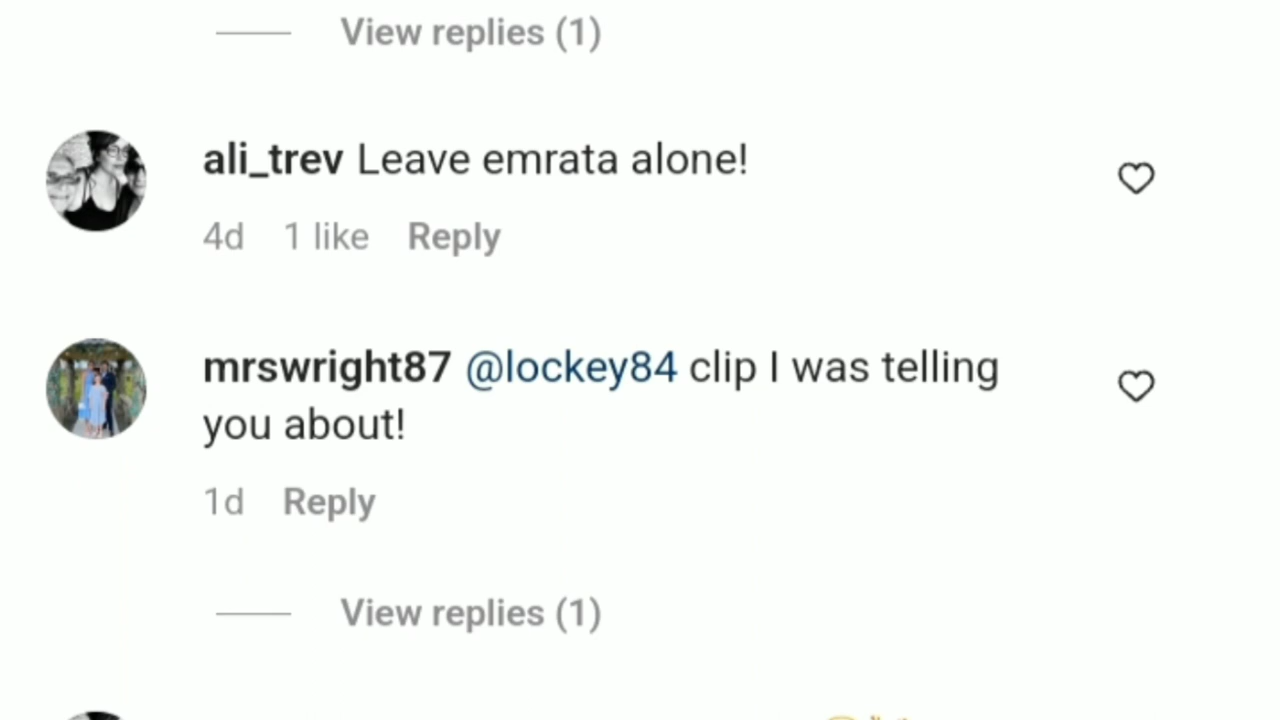 View replies (1)
ali_trev Leave emrata alone!
4d 1 like Reply
mrswright87 @lockey84 clip I was telling
you about!
1d Reply
View replies (1)